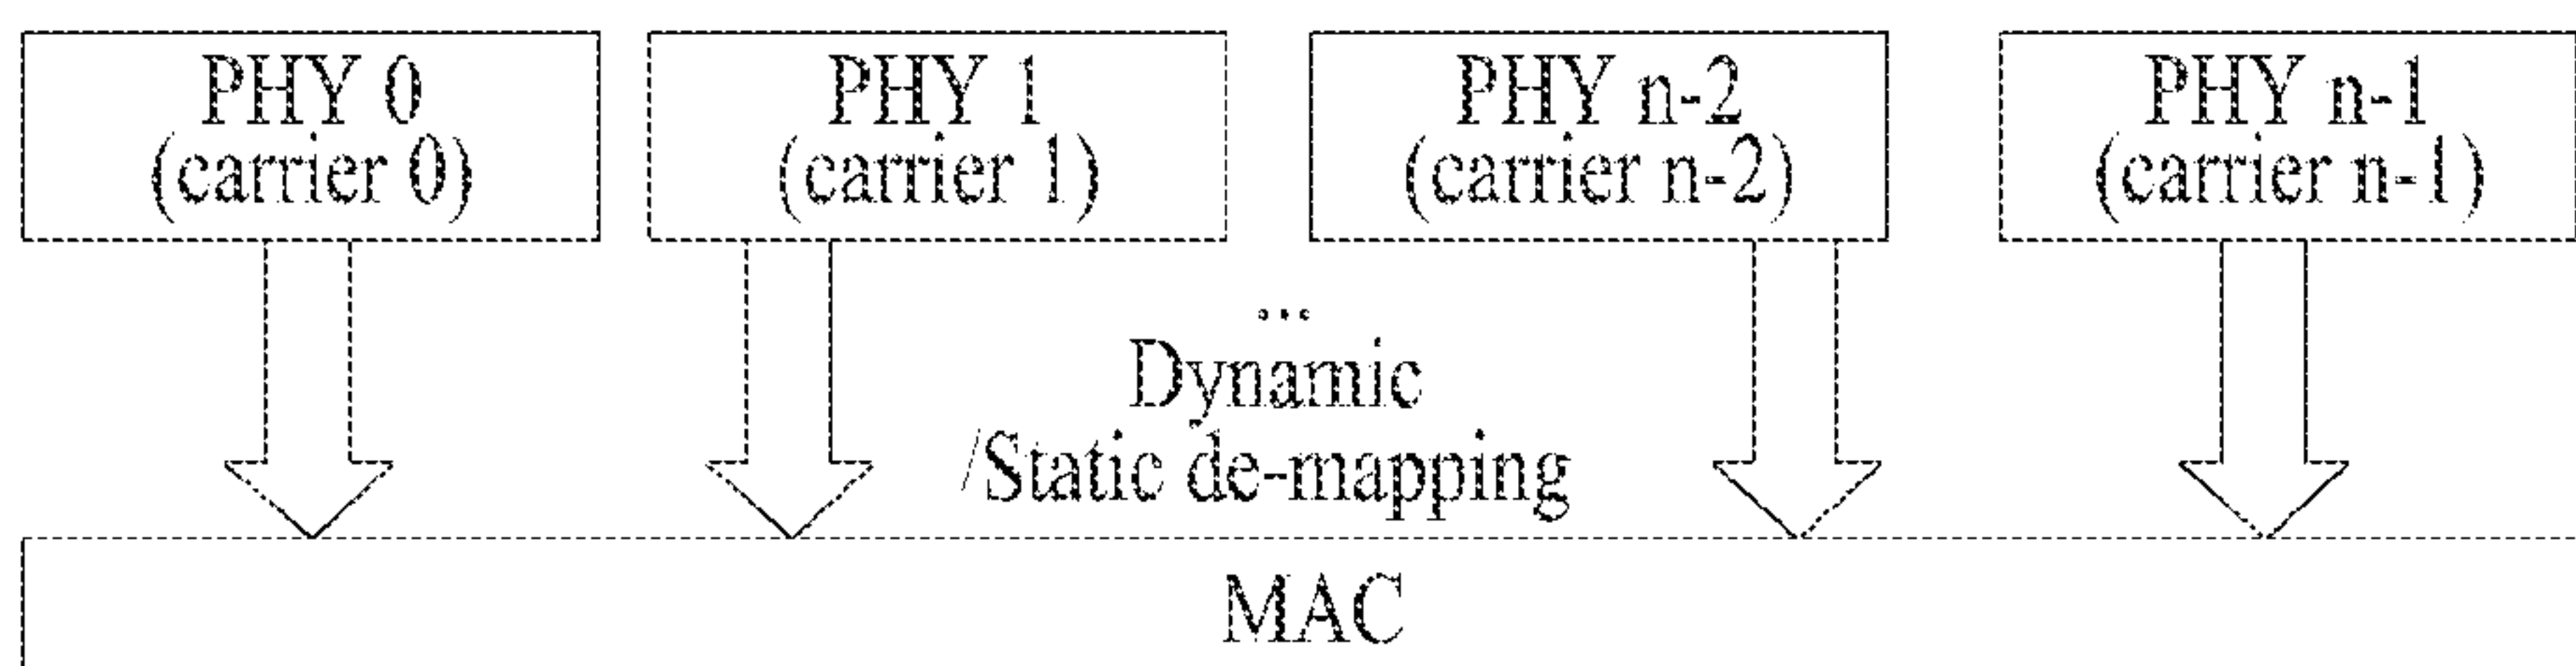 PHY 0
(carrier 0)
PHY 1
(carrier 1)
PHY n-2
(carrier n-2)
PHY n-1
(carrier n-1)
...
Dynamic
/Static de-mapping
MAC